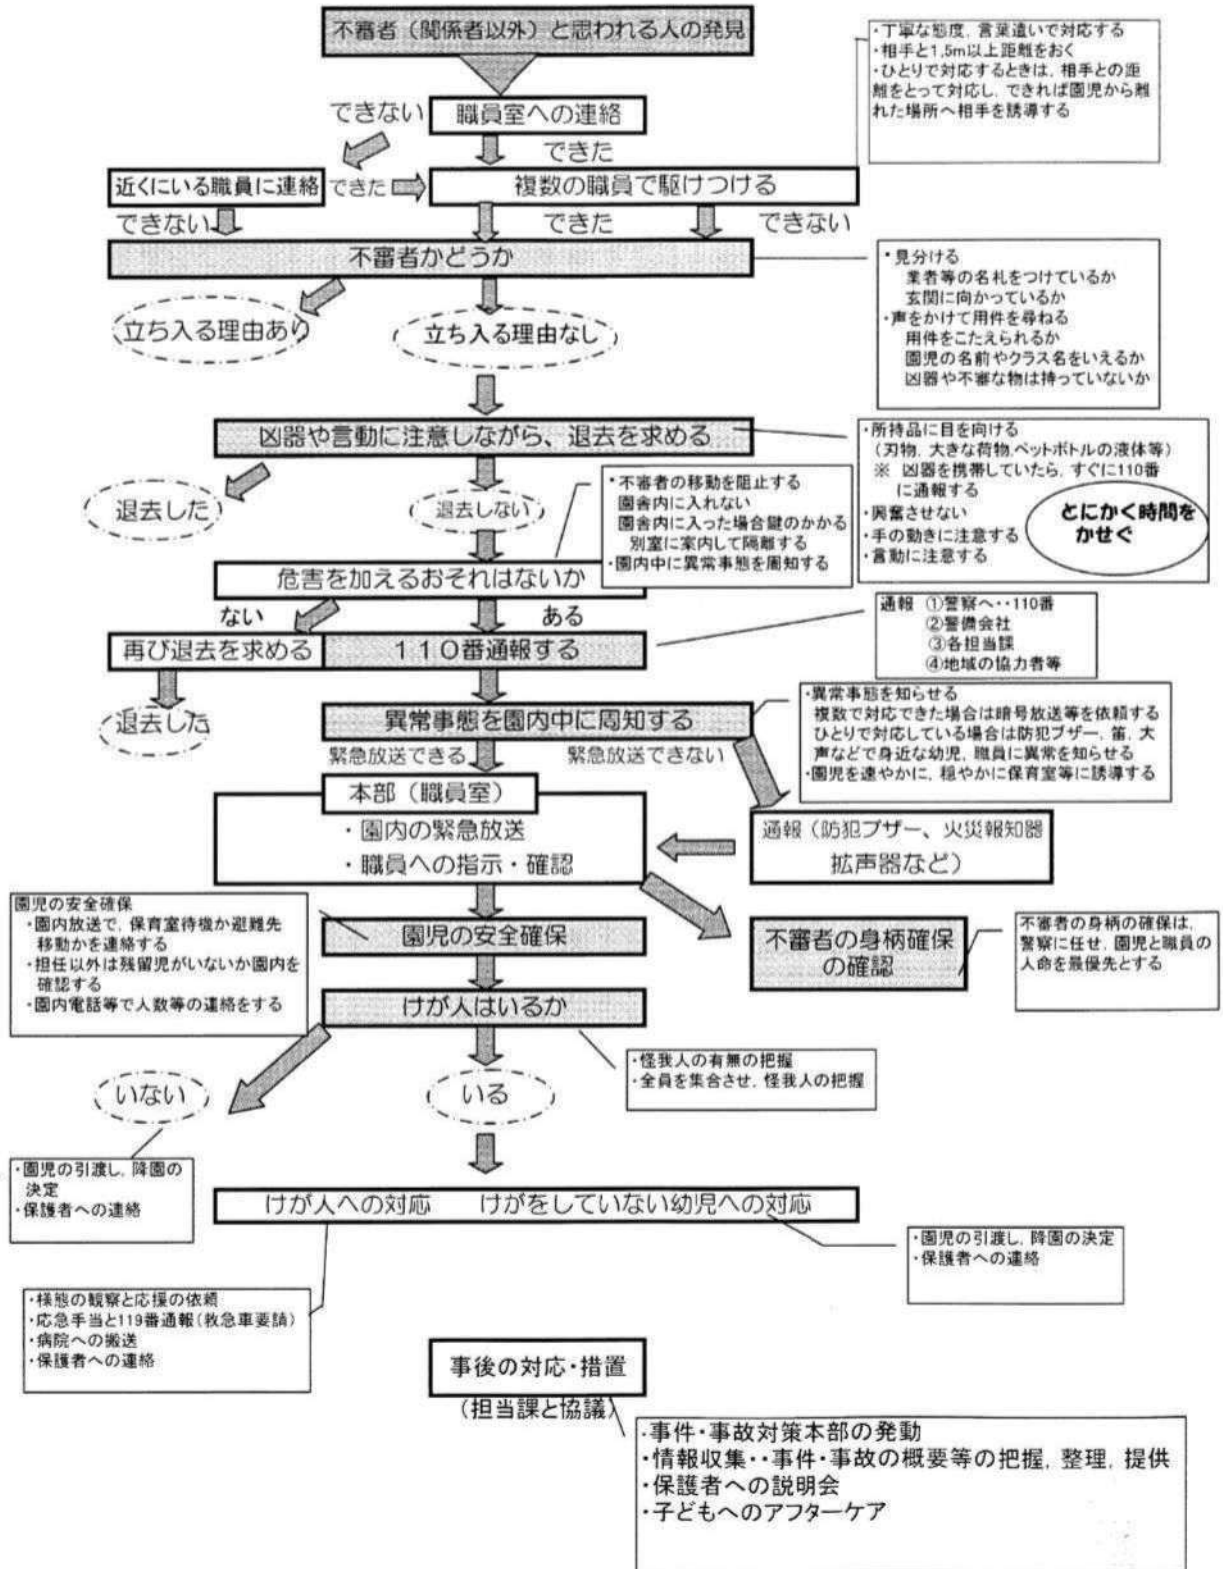 不審者（関係者以外）と思われる人の発見
・丁寧な態度，言葉遣いで対応する
・相手と1.5m以上距離をおく
・ひとりで対応するときは，相手との距
離をとって対応し，できれば園児から離
れた場所へ相手を誘導する
できない
職員室への連絡
できた
近くにいる職員に連絡
できた
複数の職員で駆けつける
できない
できた
できない
不審者かどうか
・見分ける
業者等の名札をつけているか
玄関に向かっているか
・声をかけて用件を尋ねる
用件をこたえられるか
園児の名前やクラス名をいえるか
凶器や不審な物は持っていないか
立ち入る理由あり
立ち入る理由なし
凶器や言動に注意しながら、退去を求める
・所持品に目を向ける
（刃物，大きな荷物,ペットボトルの液体等）
※ 凶器を携帯していたら，すぐに110番
に通報する
・興奮させない
・手の動きに注意する
・言動に注意する
とにかく時間を
かせぐ
退去した
退去しない
・不審者の移動を阻止する
園舎内に入れない
園舎内に入った場合鍵のかかる
別室に案内して隔離する
・園内中に異常事態を周知する
危害を加えるおそれはないか
ない
ある
通報 ①警察へ・・110番
②警備会社
③各担当課
④地域の協力者等
再び退去を求める
１１０番通報する
退去した
異常事態を園内中に周知する
・異常事態を知らせる
複数で対応できた場合は暗号放送等を依頼する
ひとりで対応している場合は防犯ブザー，笛，大
声などで身近な幼児，職員に異常を知らせる
・園児を速やかに，穏やかに保育室等に誘導する
緊急放送できる
緊急放送できない
本部（職員室）
・園内の緊急放送
・職員への指示・確認
通報（防犯ブザー、火災報知器
拡声器など）
園児の安全確保
・園内放送で，保育室待機か避難先
移動かを連絡する
・担任以外は残留児がいないか園内を
確認する
・園内電話等で人数等の連絡をする
園児の安全確保
不審者の身柄確保
の確認
不審者の身柄の確保は，
警察に任せ，園児と職員の
人命を最優先とする
けが人はいるか
・怪我人の有無の把握
・全員を集合させ，怪我人の把握
いない
いる
・園児の引渡し，降園の
決定
・保護者への連絡
けが人への対応 けがをしていない幼児への対応
・園児の引渡し，降園の決定
・保護者への連絡
・様態の観察と応援の依頼
・応急手当と119番通報（救急車要請）
・病院への搬送
・保護者への連絡
事後の対応・措置
（担当課と協議）
・事件・事故対策本部の発動
・情報収集・・事件・事故の概要等の把握，整理，提供
・保護者への説明会
・子どもへのアフターケア